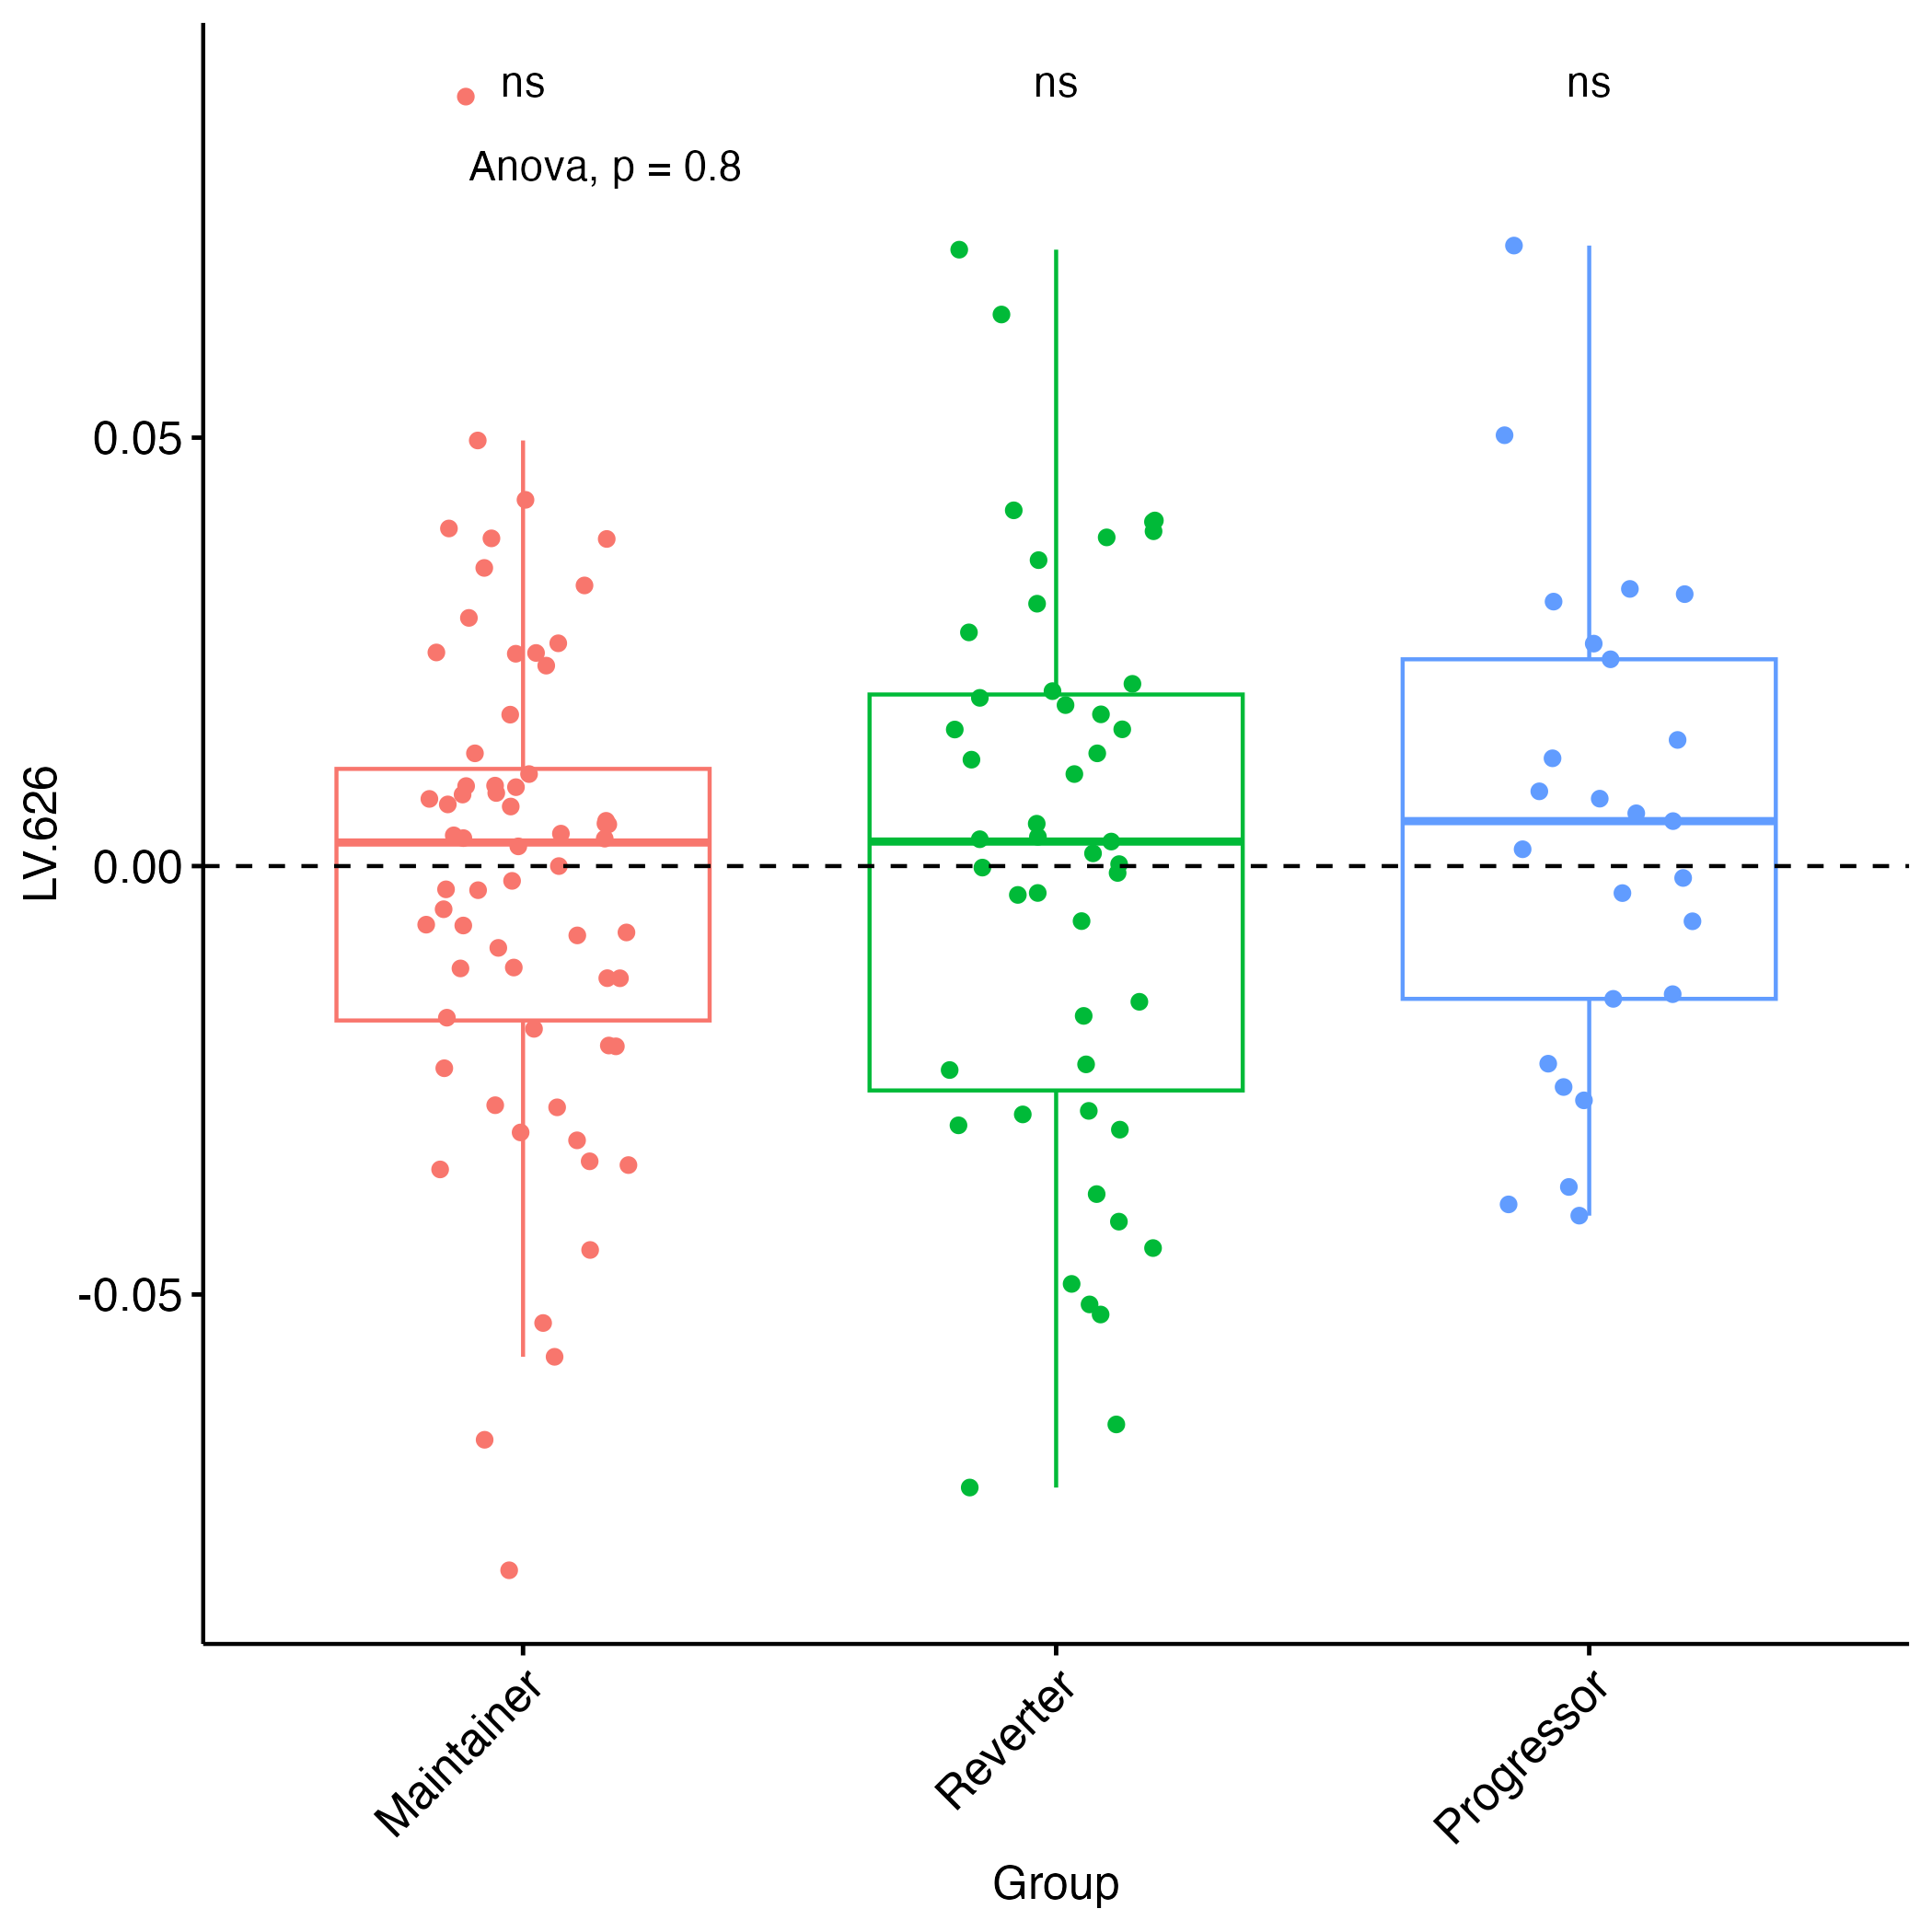 ns ns ns
Anova, p = 0.8
0.05
0.00
-0.05
LV.626
Maintainer Reverter Progressor
Group